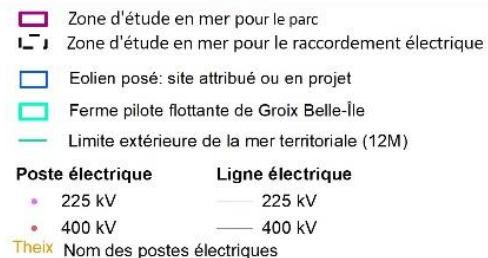 Zone d'étude en mer pour le parc
Zone d'étude en mer pour le raccordement électrique
Eolien posé: site attribué ou en projet
Ferme pilote flottante de Groix Belle-Île
Limite extérieure de la mer territoriale (12M)
Poste électrique Ligne électrique
225 kV 225 kV
400 kV 400 kV
Theix Nom des postes électriques